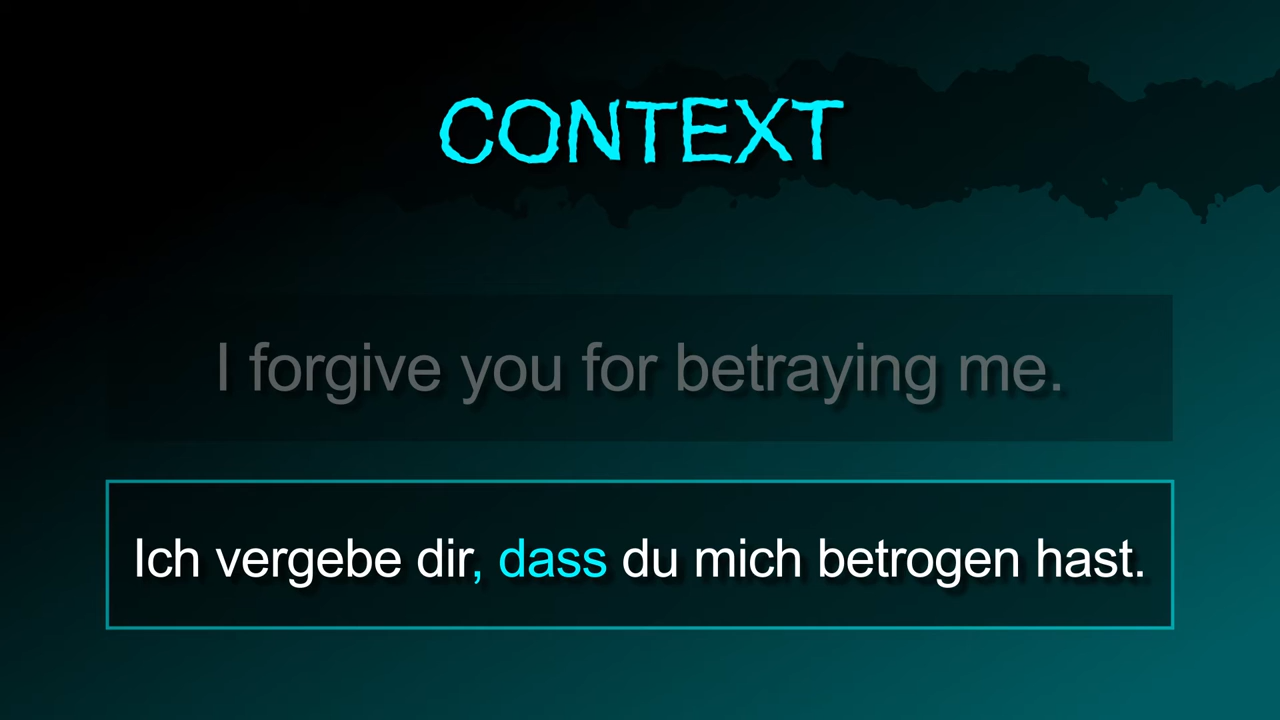 CONTEXT
I forgive you for betraying me.
Ich vergebe dir, dass du mich betrogen hast.